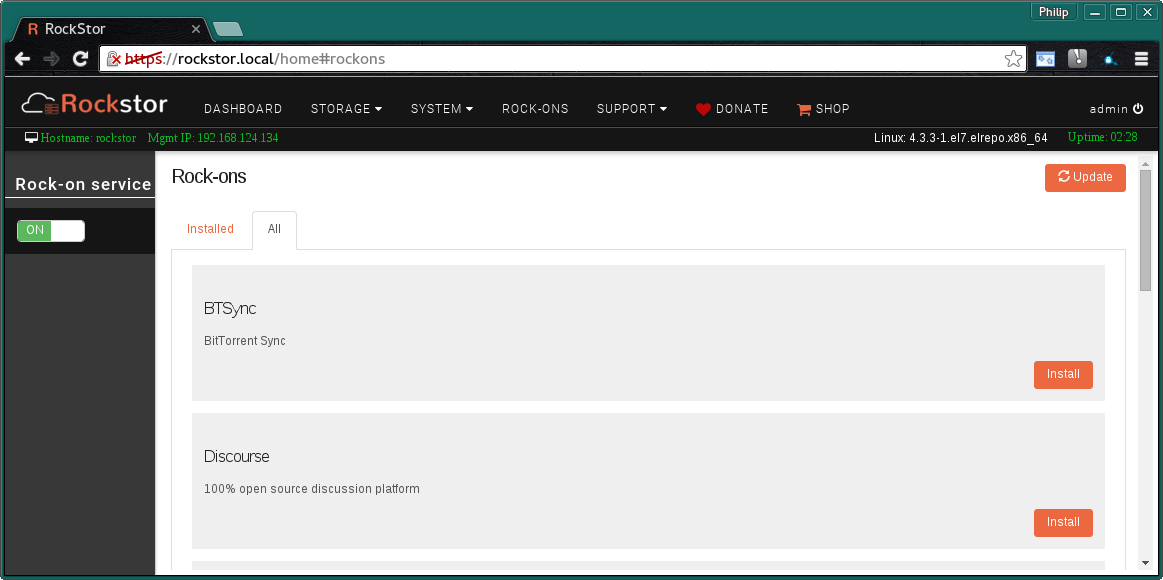 Philip
R RockStor
https://rockstor.local/home#rockons
Rockstor DASHBOARD STORAGE SYSTEM ROCK-ONS SUPPORT DONATE SHOP admin
Hostname: rockstor Mgmt IP: 192.168.124.134 Linux: 4.3.3-1.el7.elrepo.x86_64 Uptime: 02:28
Rock-on service
ON
Rock-ons
Update
Installed All
BTSync
BitTorrent Sync
Install
Discourse
100% open source discussion platform
Install